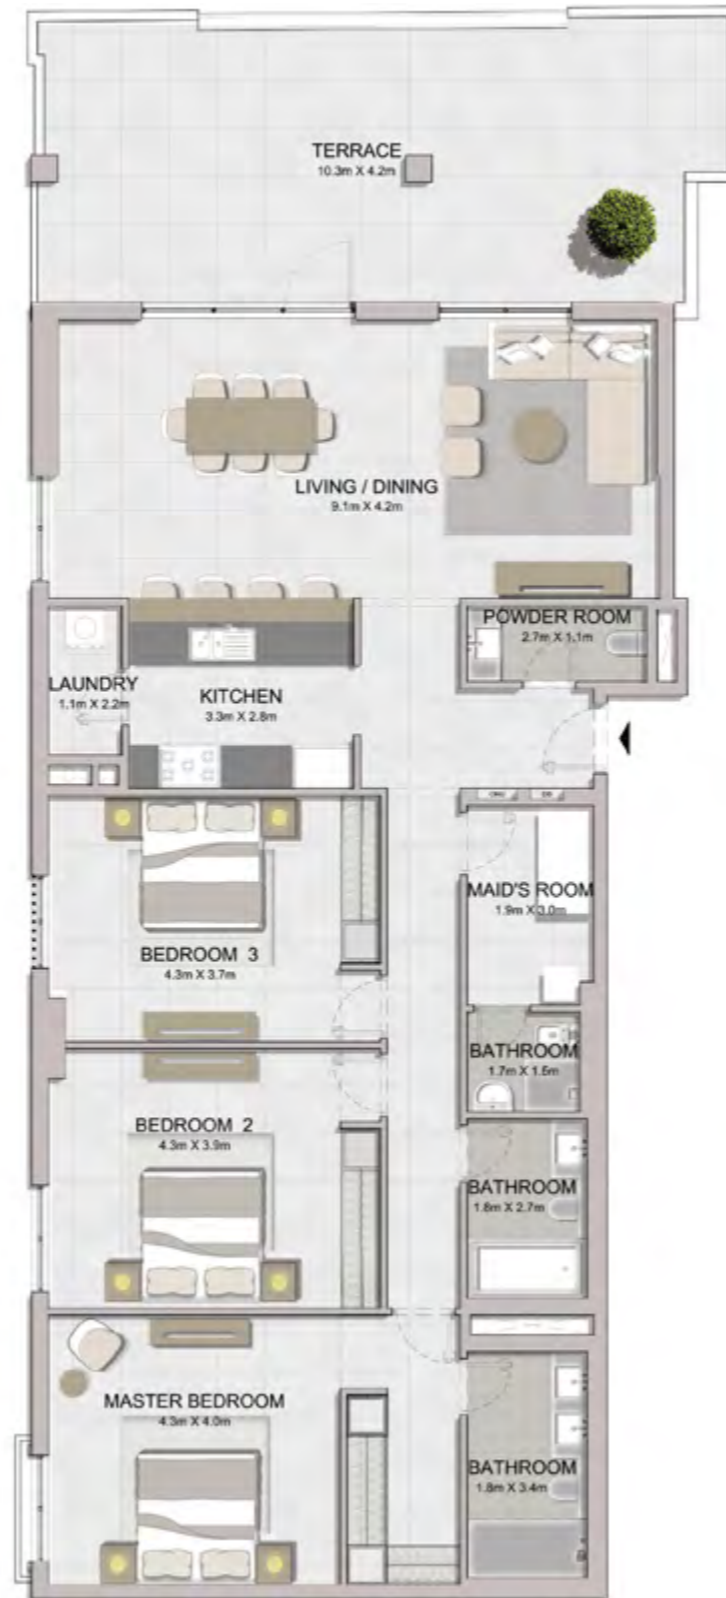 TERRACE
10.3m X 4.2m
LIVING / DINING
9.1m X 4.2m
POWDER ROOM
2.7m X 1.1m
LAUNDRY
1.1m X 2.2m
KITCHEN
3.3m X 2.8m
DB
MAID'S ROOM
1.9m X 3.0m
BEDROOM 3
4.3m X 3.7m
BATHROOM
1.7m X 1.5m
BEDROOM 2
4.3m X 3.9m
BATHROOM
1.8m X 2.7m
MASTER BEDROOM
4.3m X 4.0m
BATHROOM
1.8m X 3.4m